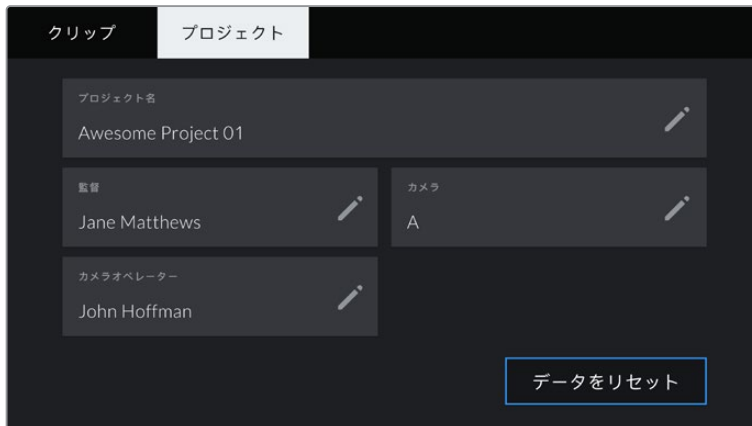 クリップ
プロジェクト
プロジェクト名
Awesome Project 01
監督
Jane Matthews
カメラ
A
カメラオペレーター
John Hoffman
データをリセット